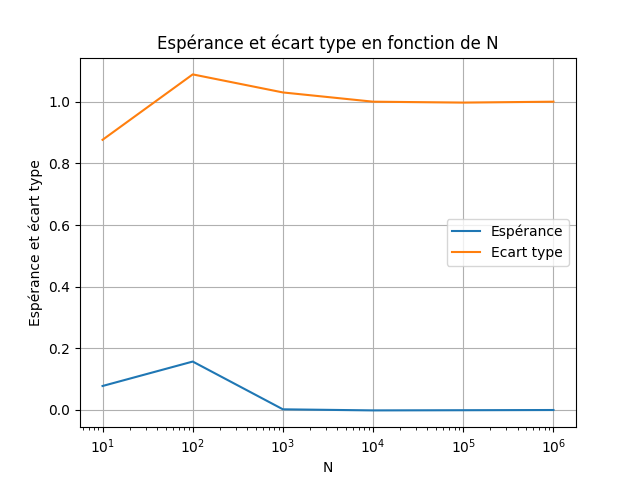 Espérance et écart type en fonction de N
Espérance et écart type
1.0
0.8
0.6
0.4
0.2
0.0
Espérance
Ecart type
10¹
10²
10³
10⁴
10⁵
10⁶
N